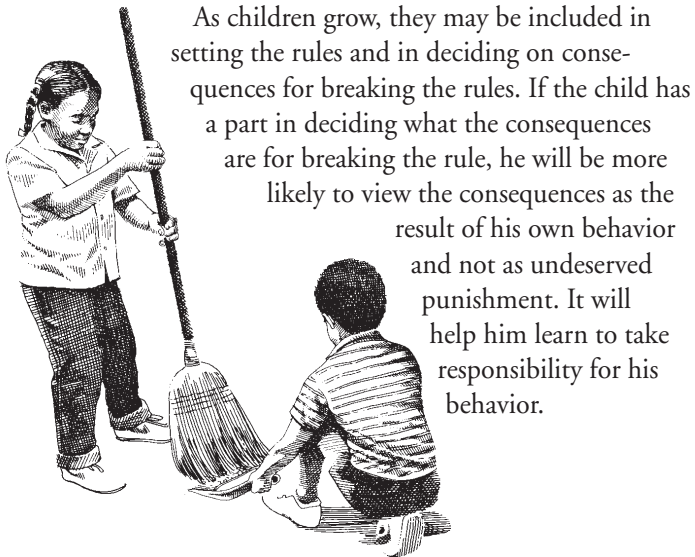 As children grow, they may be included in
setting the rules and in deciding on conse-
quences for breaking the rules. If the child has
a part in deciding what the consequences
are for breaking the rule, he will be more
likely to view the consequences as the
result of his own behavior
and not as undeserved
punishment. It will
help him learn to take
responsibility for his
behavior.